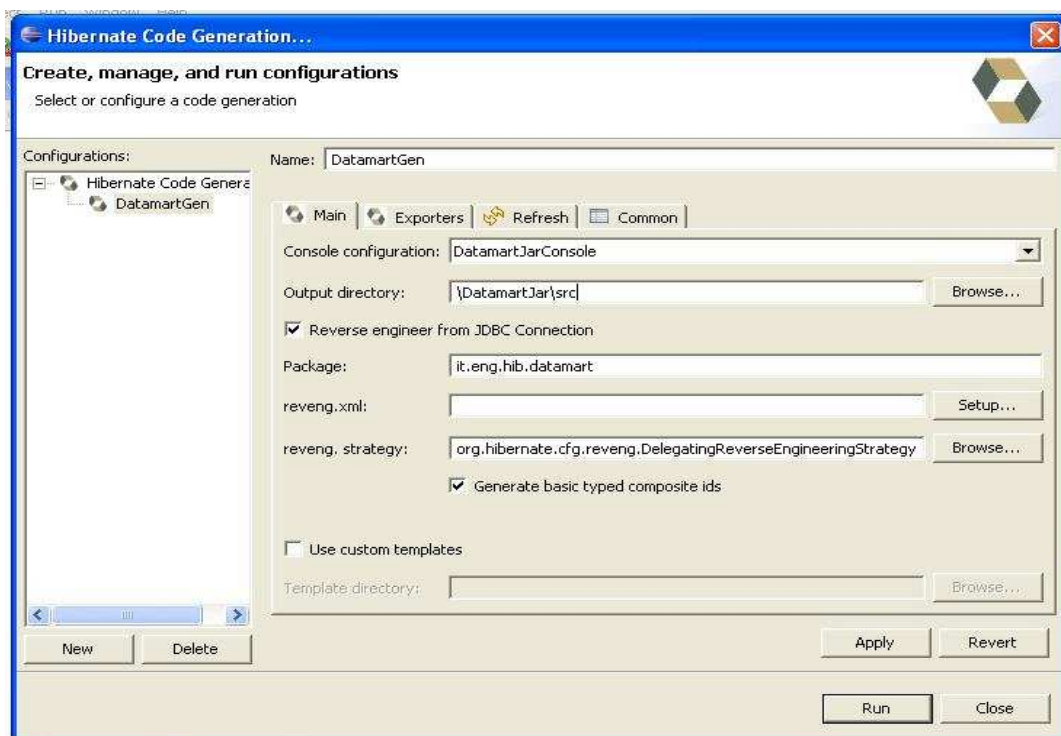 Run Window Help
Hibernate Code Generation...
Create, manage, and run configurations
Select or configure a code generation
Configurations:
Hibernate Code Genera
DatamartGen
Name: DatamartGen
Main Exporters Refresh Common
Console configuration: DatamartJarConsole
Output directory: \DatamartJar\src Browse...
Reverse engineer from JDBC Connection
Package: it.eng.hib.datamart
reveng.xml: Setup...
reveng. strategy: org.hibernate.cfg.reveng.DelegatingReverseEngineeringStrategy Browse...
Generate basic typed composite ids
Use custom templates
Template directory: Browse...
New Delete
Apply Revert
Run Close